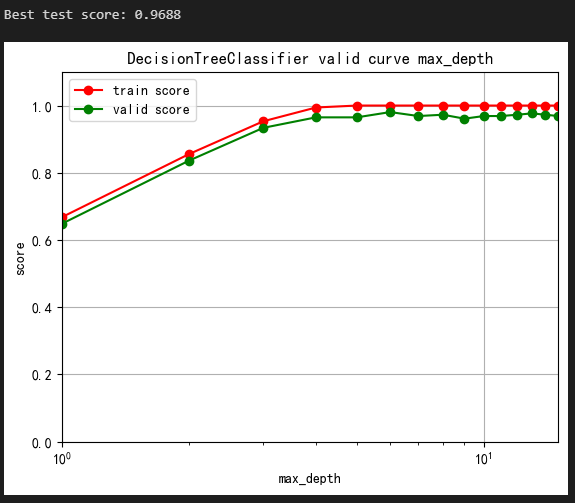 Best test score: 0.9688
DecisionTreeClassifier valid curve max_depth
train score
valid score
1.0
0.8
0.6
0.4
0.2
0.0
score
10⁰
10¹
max_depth